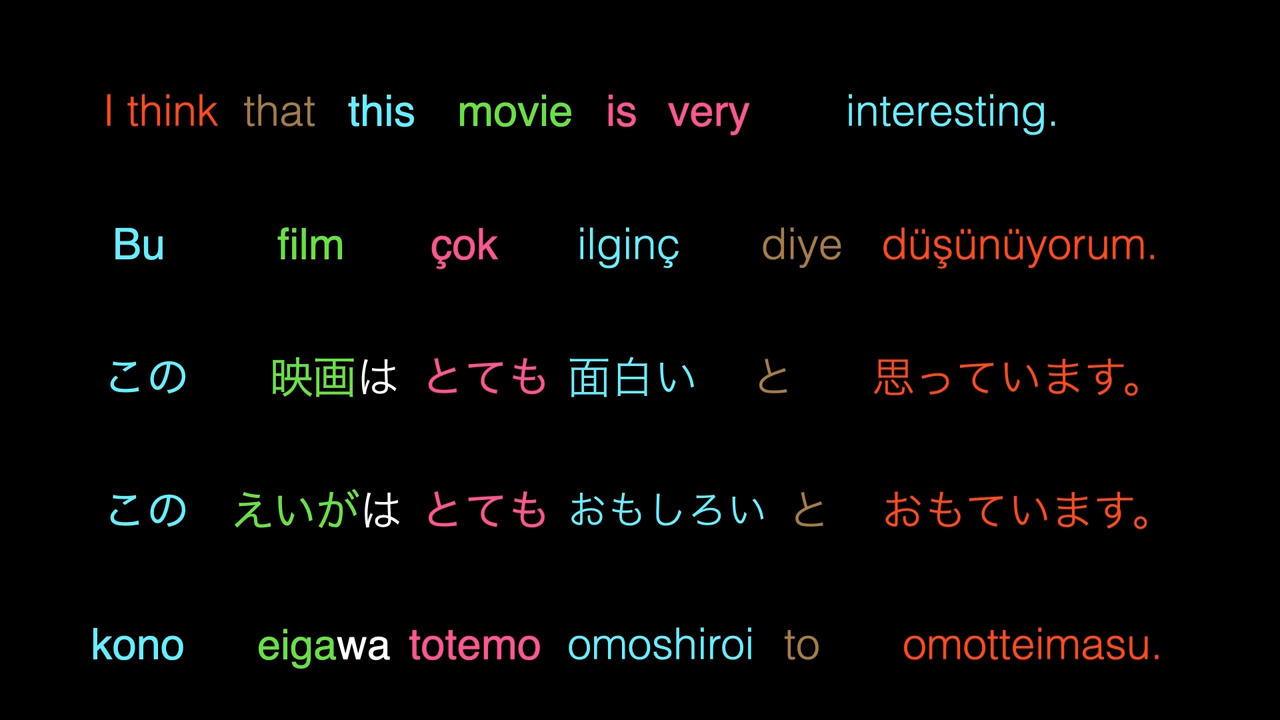 I think that this movie is very interesting.
Bu film çok ilginç diye düşünüyorum.
この 映画は とても 面白い と 思っています。
この えいがは とても おもしろい と おもています。
kono eigawa totemo omoshiroi to omotteimasu.